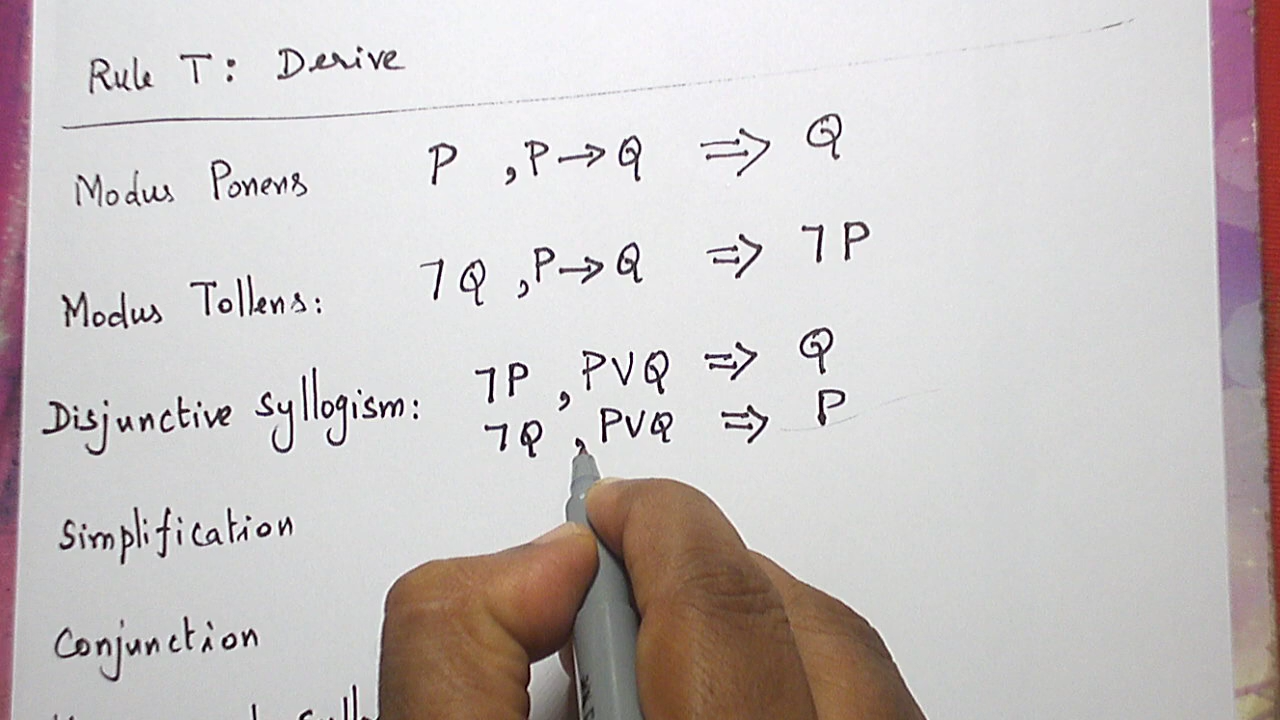 Rule T: Derive
Modus Ponens P , P → Q ⇒ Q
Modus Tollens: ¬Q , P → Q ⇒ ¬P
Disjunctive syllogism: ¬P , P∨Q ⇒ Q
¬Q , P∨Q ⇒ P
Simplification
Conjunction